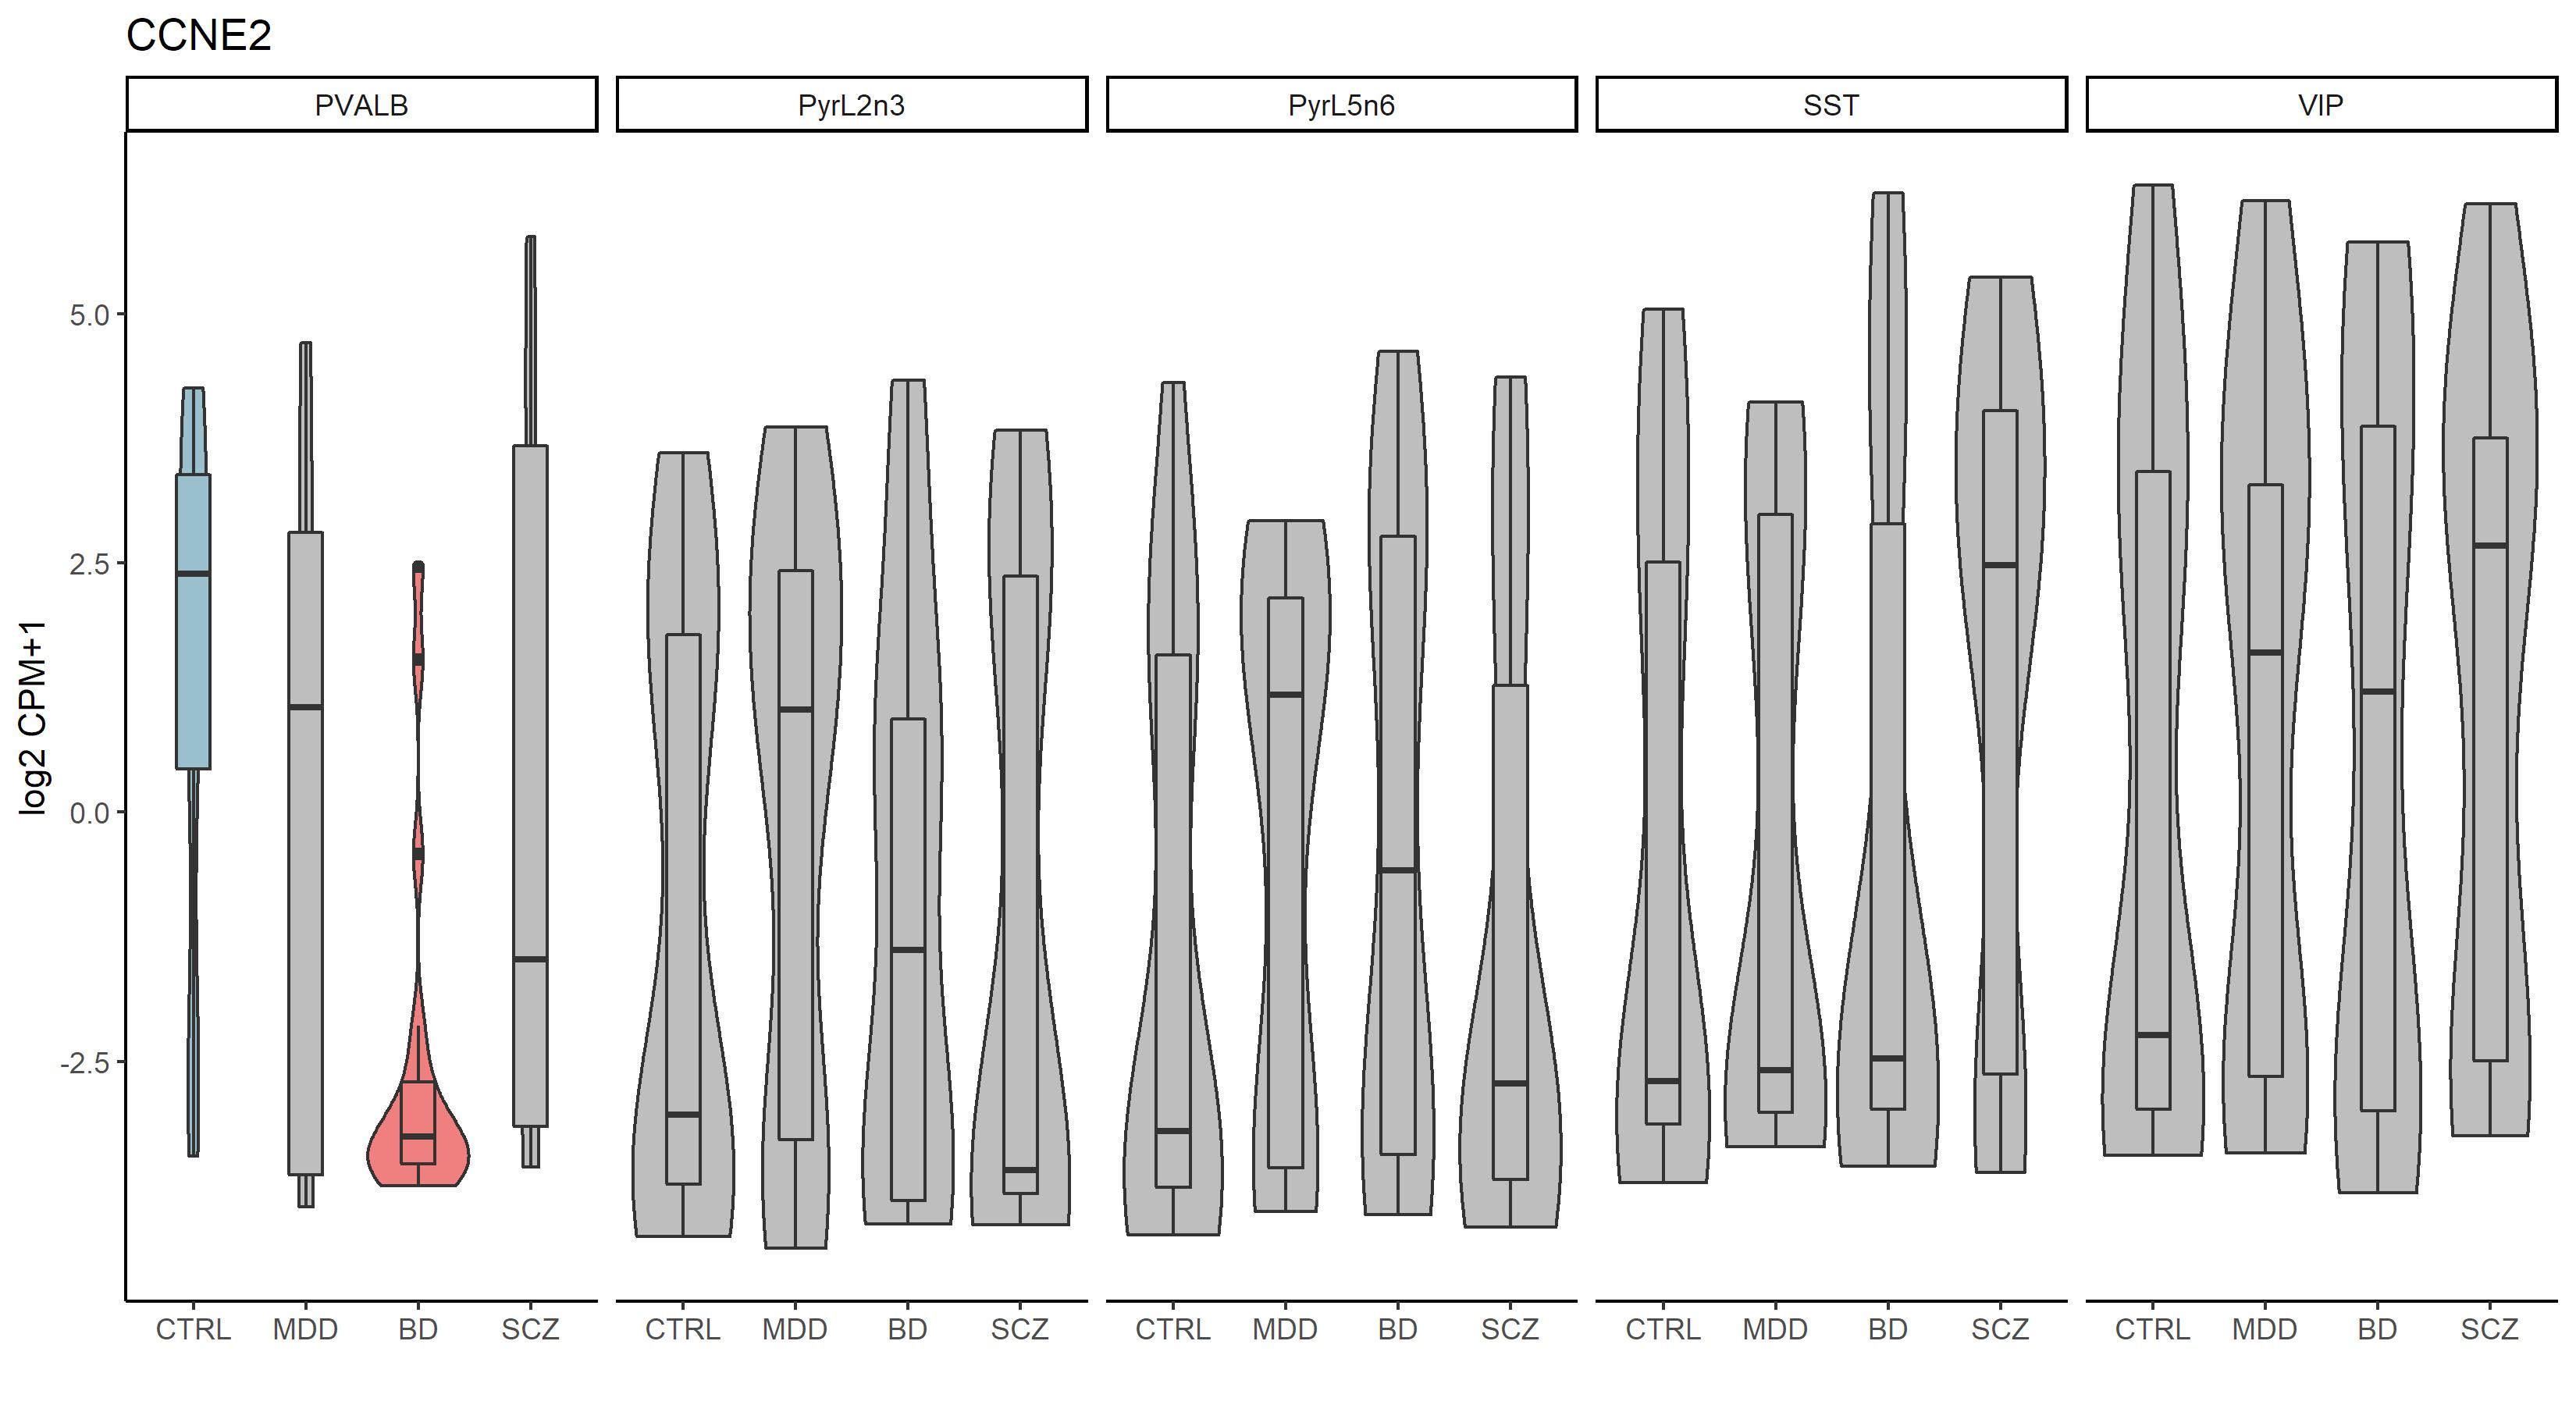 CCNE2
PVALB PyrL2n3 PyrL5n6 SST VIP
log2 CPM+1
5.0
2.5
0.0
-2.5
CTRL MDD BD SCZ CTRL MDD BD SCZ CTRL MDD BD SCZ CTRL MDD BD SCZ CTRL MDD BD SCZ